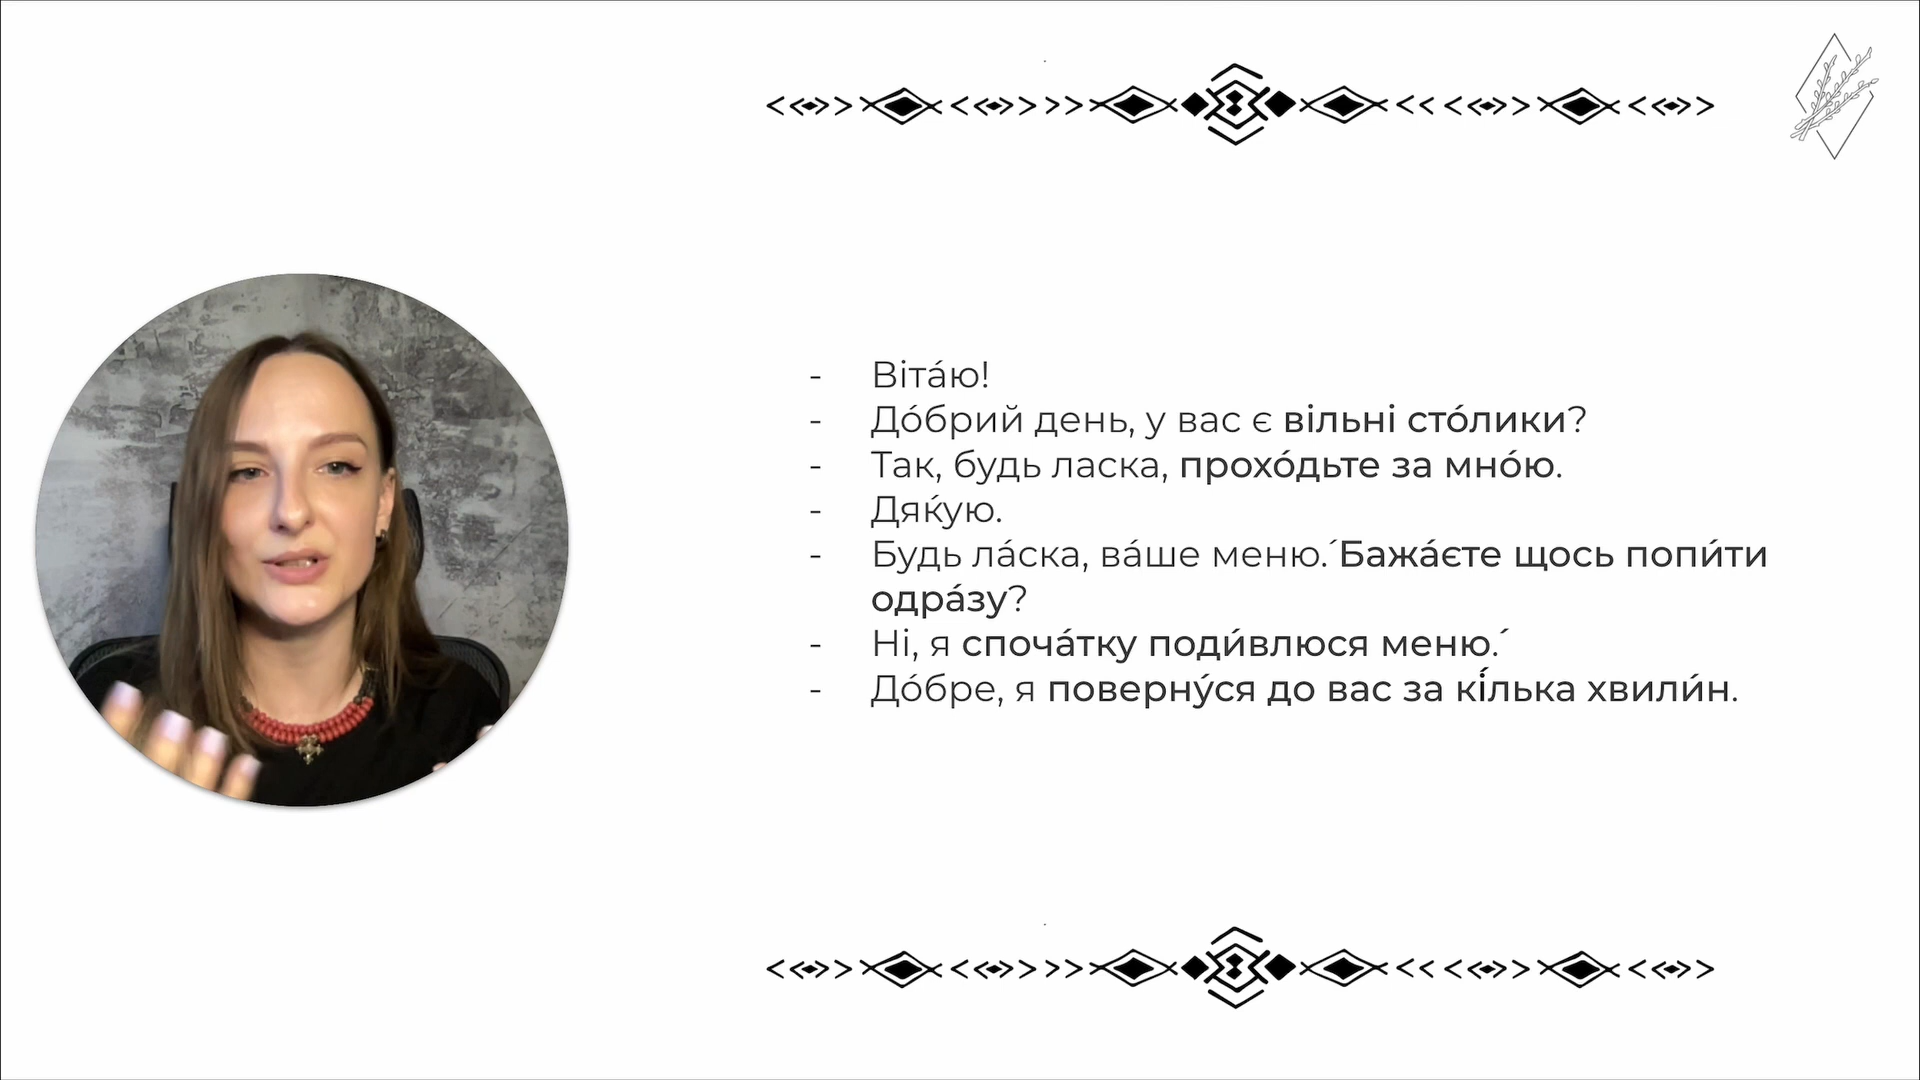 - Віта́ю!
- До́брий день, у вас є вільні сто́лики?
- Так, будь ласка, прохо́дьте за мно́ю.
- Дяќую.
- Будь ла́ска, ва́ше меню.́ Бажа́єте щось попи́ти
одра́зу?
- Ні, я споча́тку поди́влюся меню.́
- До́бре, я поверну́ся до вас за кі́лька хвили́н.